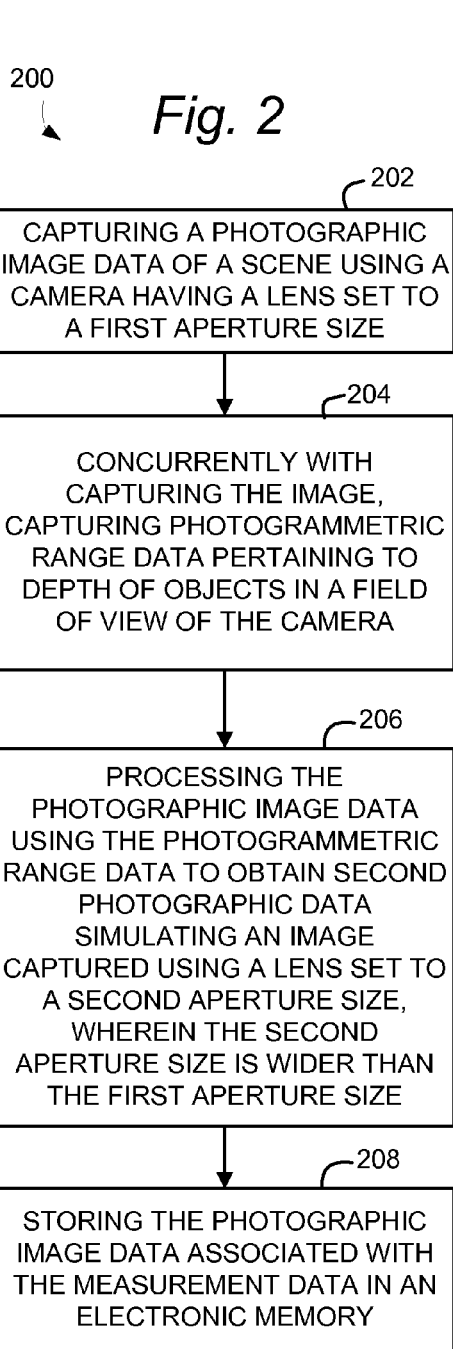 200
Fig. 2
202
CAPTURING A PHOTOGRAPHIC
IMAGE DATA OF A SCENE USING A
CAMERA HAVING A LENS SET TO
A FIRST APERTURE SIZE
204
CONCURRENTLY WITH
CAPTURING THE IMAGE,
CAPTURING PHOTOGRAMMETRIC
RANGE DATA PERTAINING TO
DEPTH OF OBJECTS IN A FIELD
OF VIEW OF THE CAMERA
206
PROCESSING THE
PHOTOGRAPHIC IMAGE DATA
USING THE PHOTOGRAMMETRIC
RANGE DATA TO OBTAIN SECOND
PHOTOGRAPHIC DATA
SIMULATING AN IMAGE
CAPTURED USING A LENS SET TO
A SECOND APERTURE SIZE,
WHEREIN THE SECOND
APERTURE SIZE IS WIDER THAN
THE FIRST APERTURE SIZE
208
STORING THE PHOTOGRAPHIC
IMAGE DATA ASSOCIATED WITH
THE MEASUREMENT DATA IN AN
ELECTRONIC MEMORY